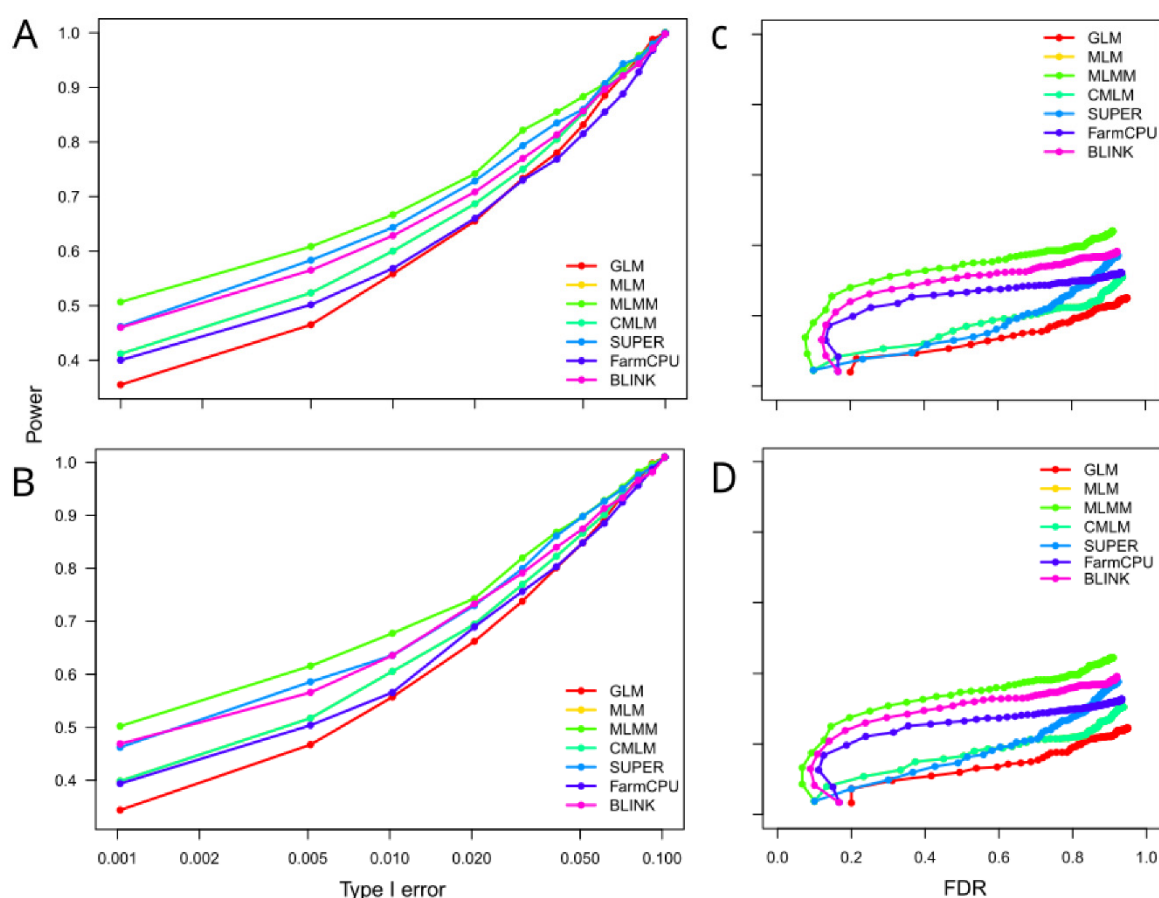 A
1.0
0.9
0.8
0.7
0.6
0.5
0.4
GLM
MLM
MLMM
CMLM
SUPER
FarmCPU
BLINK
C
GLM
MLM
MLMM
CMLM
SUPER
FarmCPU
BLINK
Power
B
1.0
0.9
0.8
0.7
0.6
0.5
0.4
GLM
MLM
MLMM
CMLM
SUPER
FarmCPU
BLINK
0.001 0.002 0.005 0.010 0.020 0.050 0.100
Type I error
D
GLM
MLM
MLMM
CMLM
SUPER
FarmCPU
BLINK
0.0 0.2 0.4 0.6 0.8 1.0
FDR